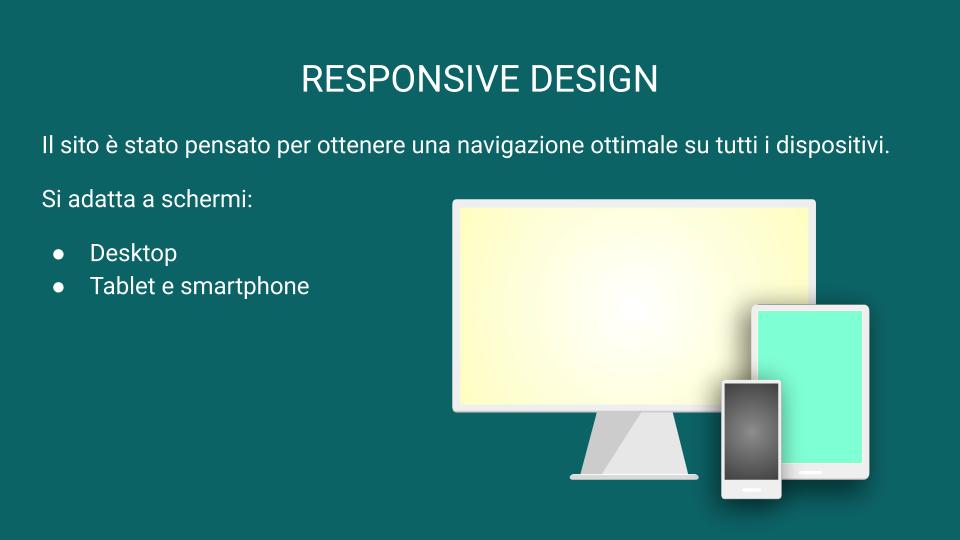 RESPONSIVE DESIGN
Il sito è stato pensato per ottenere una navigazione ottimale su tutti i dispositivi.
Si adatta a schermi:
● Desktop
● Tablet e smartphone